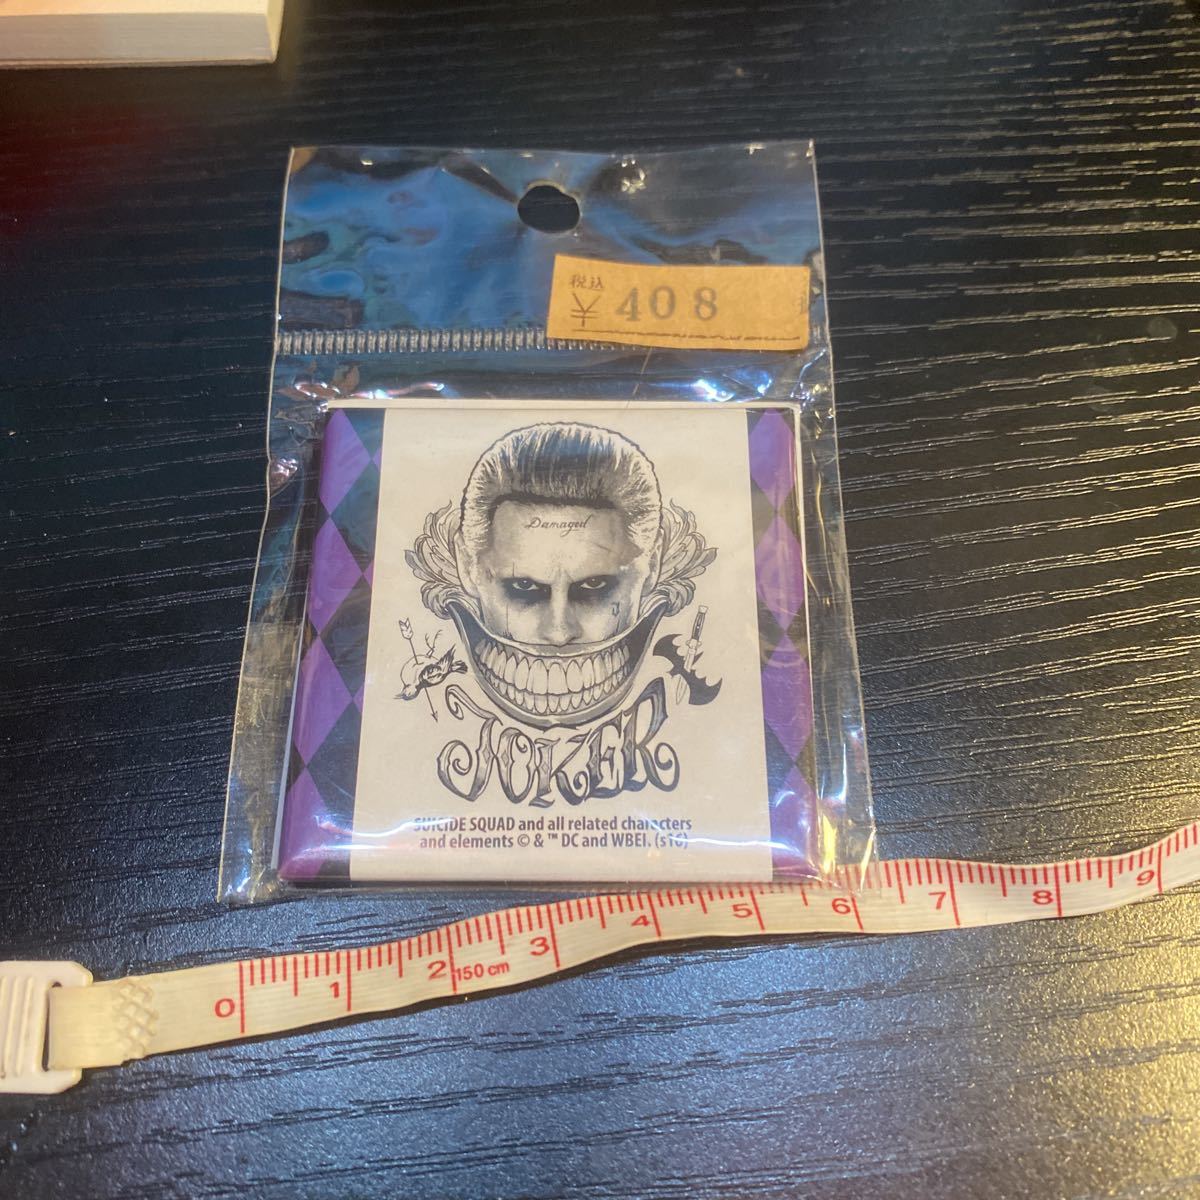 税込
¥ 408
Damaged
J
JOKER
SUICIDE SQUAD and all related characters
and elements © & ™ DC and WBEI. (s16)
0 1 2 3 4 5 6 7 8 9
150 cm